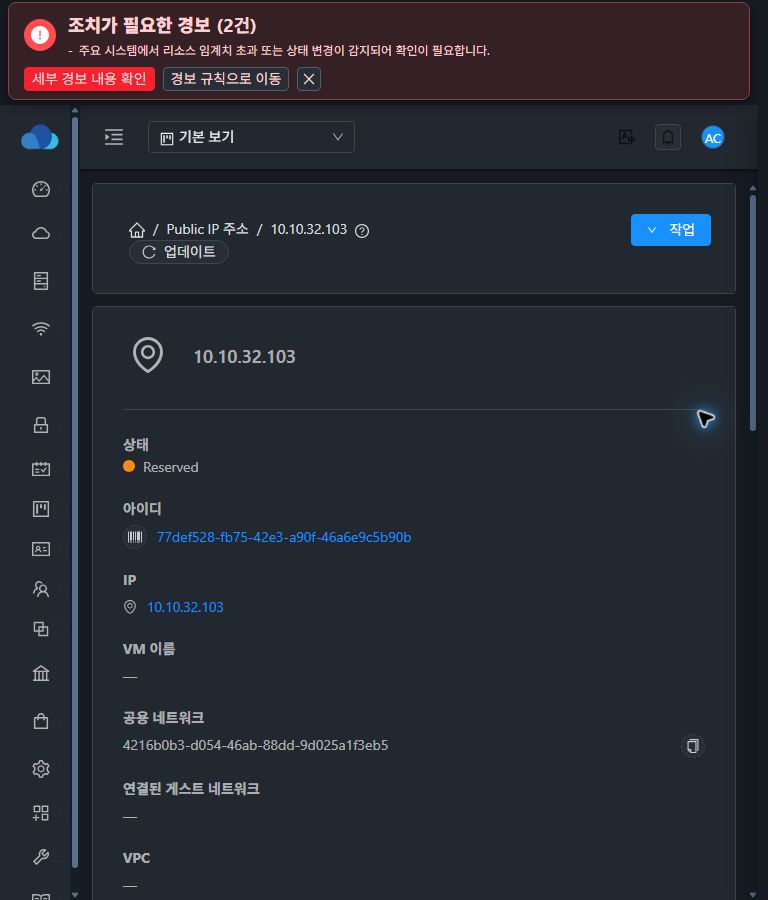 조치가 필요한 경보 (2건)
- 주요 시스템에서 리소스 임계치 초과 또는 상태 변경이 감지되어 확인이 필요합니다.
세부 경보 내용 확인 경보 규칙으로 이동
기본 보기
AC
/ Public IP 주소 / 10.10.32.103
업데이트
작업
10.10.32.103
상태
Reserved
아이디
77def528-fb75-42e3-a90f-46a6e9c5b90b
IP
10.10.32.103
VM 이름
—
공용 네트워크
4216b0b3-d054-46ab-88dd-9d025a1f3eb5
연결된 게스트 네트워크
—
VPC
—